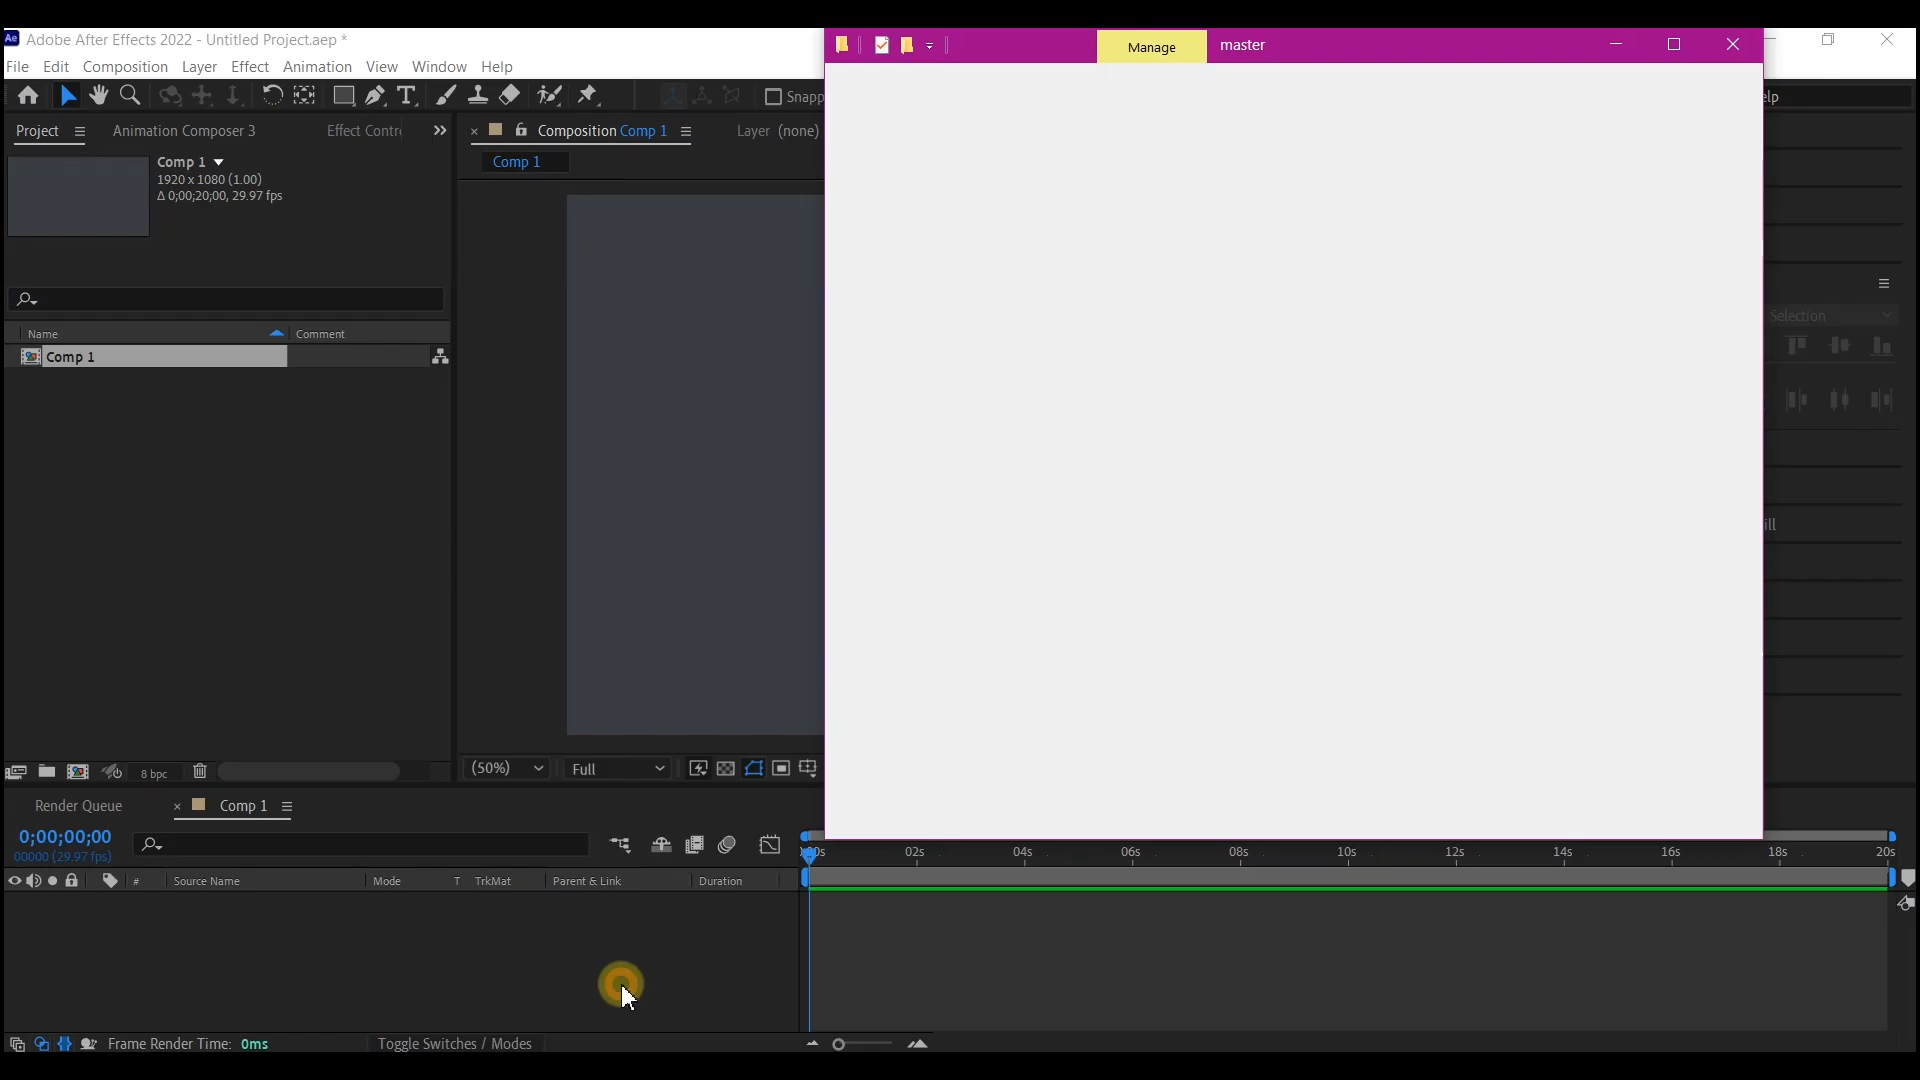 Ae Adobe After Effects 2022 - Untitled Project.aep *
File Edit Composition Layer Effect Animation View Window Help
Manage master
Snapp
elp
Project Animation Composer 3 Effect Contr
Composition Comp 1 Layer (none)
Comp 1
1920 x 1080 (1.00)
Δ 0;00;20;00, 29.97 fps
Comp 1
Selection
Name Comment
Comp 1
ill
8 bpc
(50%) Full
Render Queue Comp 1
0;00;00;00
00000 (29.97 fps)
# Source Name Mode T TrkMat Parent & Link Duration
00s 02s 04s 06s 08s 10s 12s 14s 16s 18s 20s
Frame Render Time: 0ms Toggle Switches / Modes